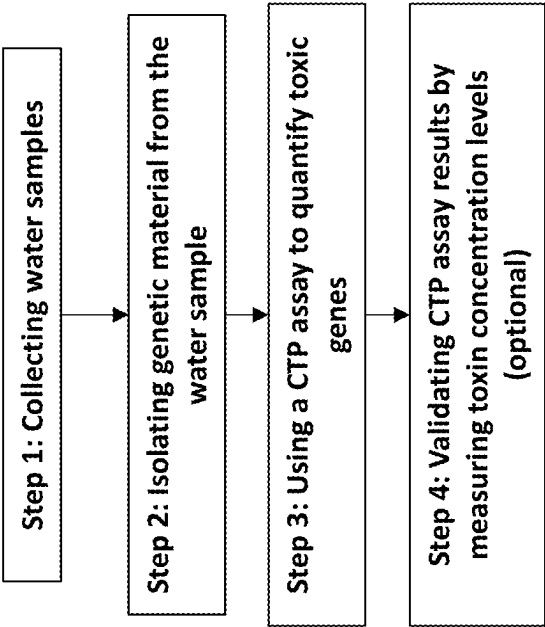 Step 1: Collecting water samples
Step 2: Isolating genetic material from the
water sample
Step 3: Using a CTP assay to quantify toxic
genes
Step 4: Validating CTP assay results by
measuring toxin concentration levels
(optional)